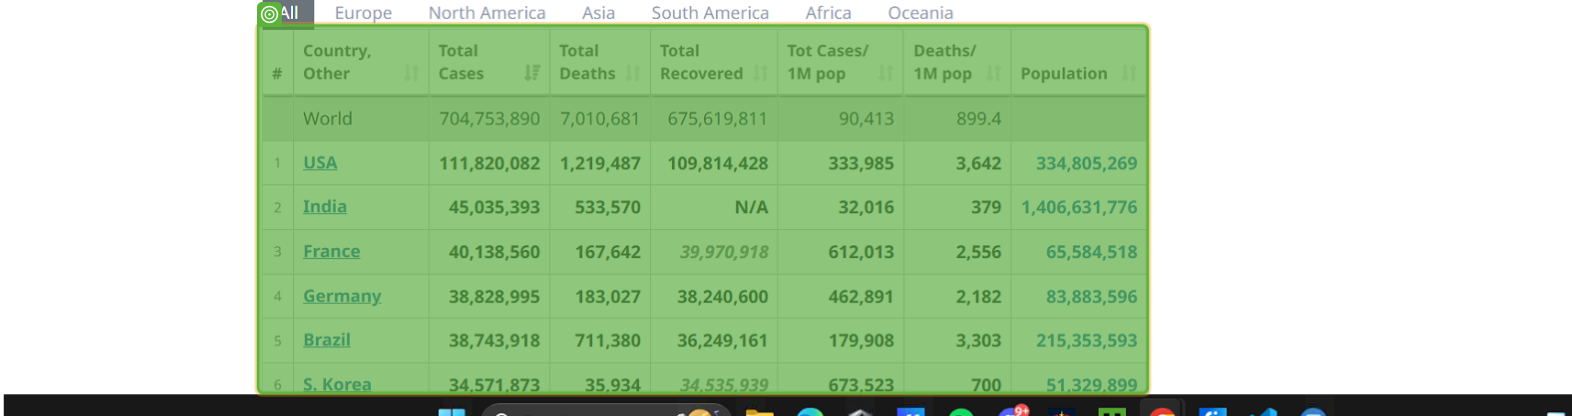 All Europe North America Asia South America Africa Oceania
# Country, Other Total Cases Total Deaths Total Recovered Tot Cases/ 1M pop Deaths/ 1M pop Population
World 704,753,890 7,010,681 675,619,811 90,413 899.4
1 USA 111,820,082 1,219,487 109,814,428 333,985 3,642 334,805,269
2 India 45,035,393 533,570 N/A 32,016 379 1,406,631,776
3 France 40,138,560 167,642 39,970,918 612,013 2,556 65,584,518
4 Germany 38,828,995 183,027 38,240,600 462,891 2,182 83,883,596
5 Brazil 38,743,918 711,380 36,249,161 179,908 3,303 215,353,593
6 S. Korea 34,571,873 35,934 34,535,939 673,523 700 51,329,899
9+